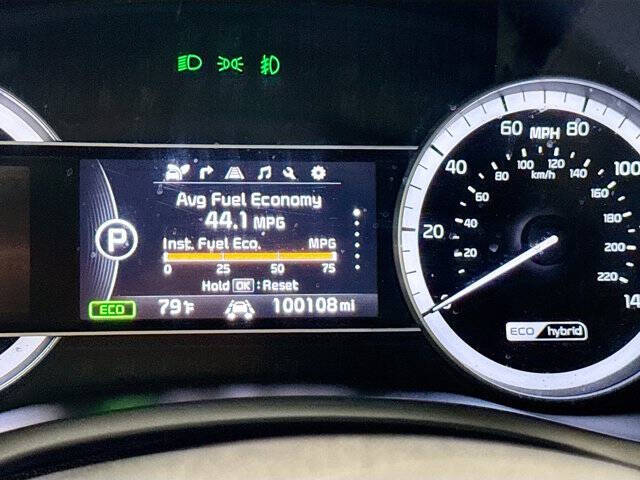 Avg Fuel Economy
44.1 MPG
Inst. Fuel Eco. MPG
0 25 50 75
Hold OK : Reset
P
ECO 79°F 100108 mi
60 MPH 80
40 100
20
14
100 120
80 km/h 140
60 160
40 180
20 200
220
ECO hybrid